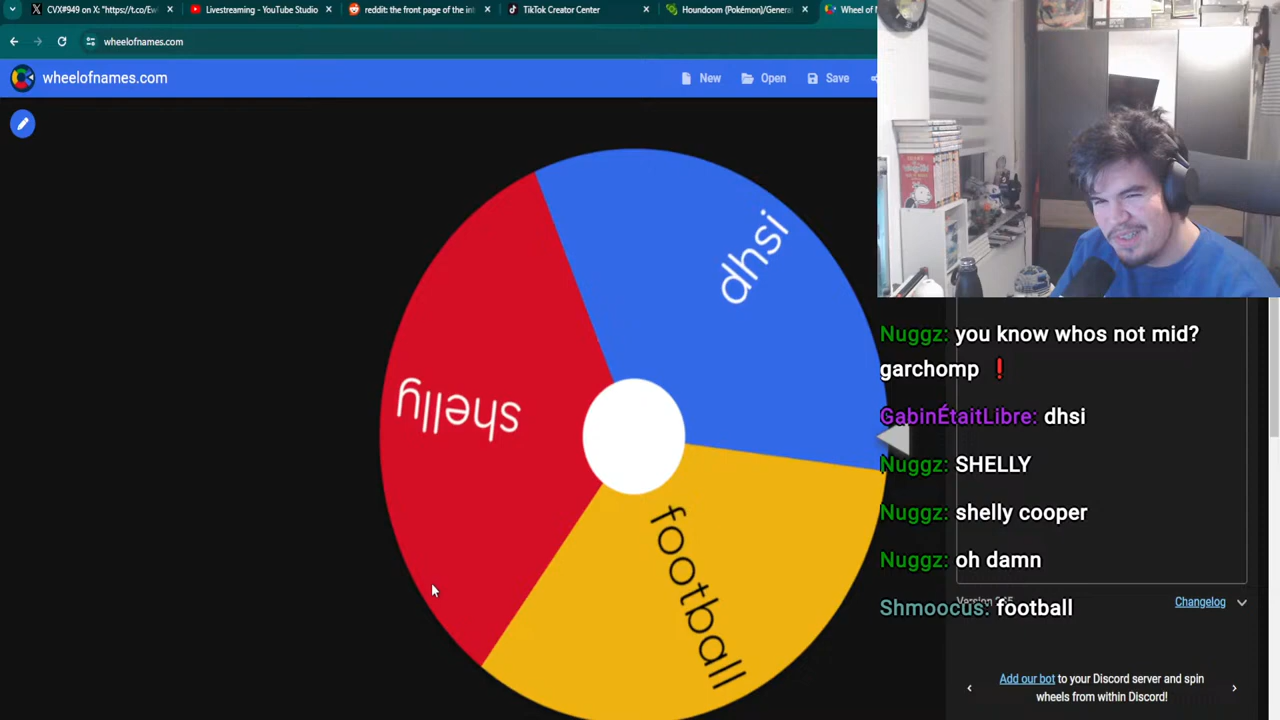 CVX#949 on X: "https://t.co/Ew
Livestreaming - YouTube Studio
reddit: the front page of the in
TikTok Creator Center
Houndoom (Pokémon)/Gener
Wheel of N
wheelofnames.com
wheelofnames.com
New
Open
Save
dhsi
shelly
football
Nuggz: you know whos not mid?
garchomp ❗
GabinÉtaitLibre: dhsi
Nuggz: SHELLY
Nuggz: shelly cooper
Nuggz: oh damn
Shmoocus: football
Version
Changelog
Add our bot to your Discord server and spin
wheels from within Discord!